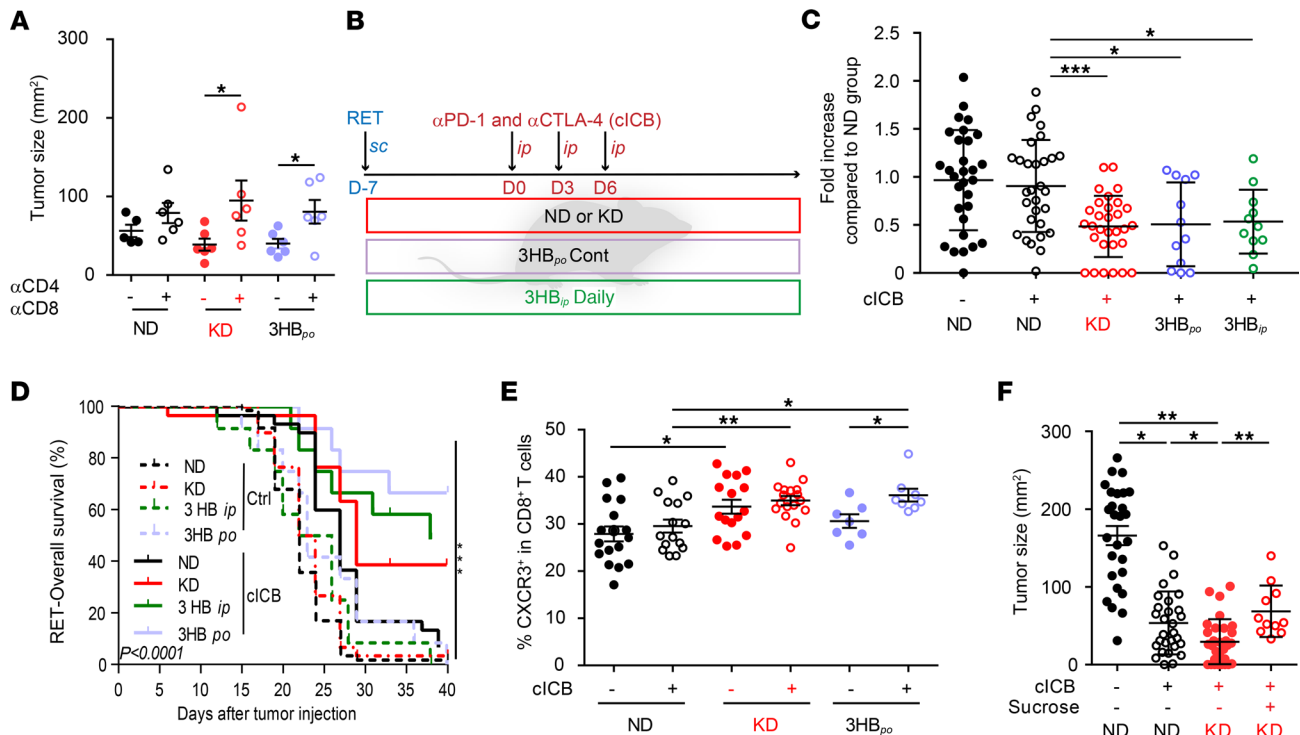 A
Tumor size (mm²)
300
200
100
0
*
*
αCD4
αCD8
- + - + - +
ND KD 3HBpo
B
RET
sc
αPD-1 and αCTLA-4 (cICB)
ip ip ip
D-7 D0 D3 D6
ND or KD
3HBpo Cont
3HBip Daily
C
Fold increase
compared to ND group
2.5
2.0
1.5
1.0
0.5
0
*
*
***
cICB - + + + +
ND ND KD 3HBpo 3HBip
D
RET-Overall survival (%)
100
80
60
40
20
0
ND
KD
3 HB ip
3HB po
Ctrl
ND
KD
3 HB ip
3HB po
cICB
P<0.0001
***
0 5 10 15 20 25 30 35 40
Days after tumor injection
E
% CXCR3⁺ in CD8⁺ T cells
50
40
30
20
10
0
*
**
*
*
cICB - + - + - +
ND KD 3HBpo
F
Tumor size (mm²)
300
200
100
0
**
* * **
cICB - + + +
Sucrose - - - +
ND ND KD KD